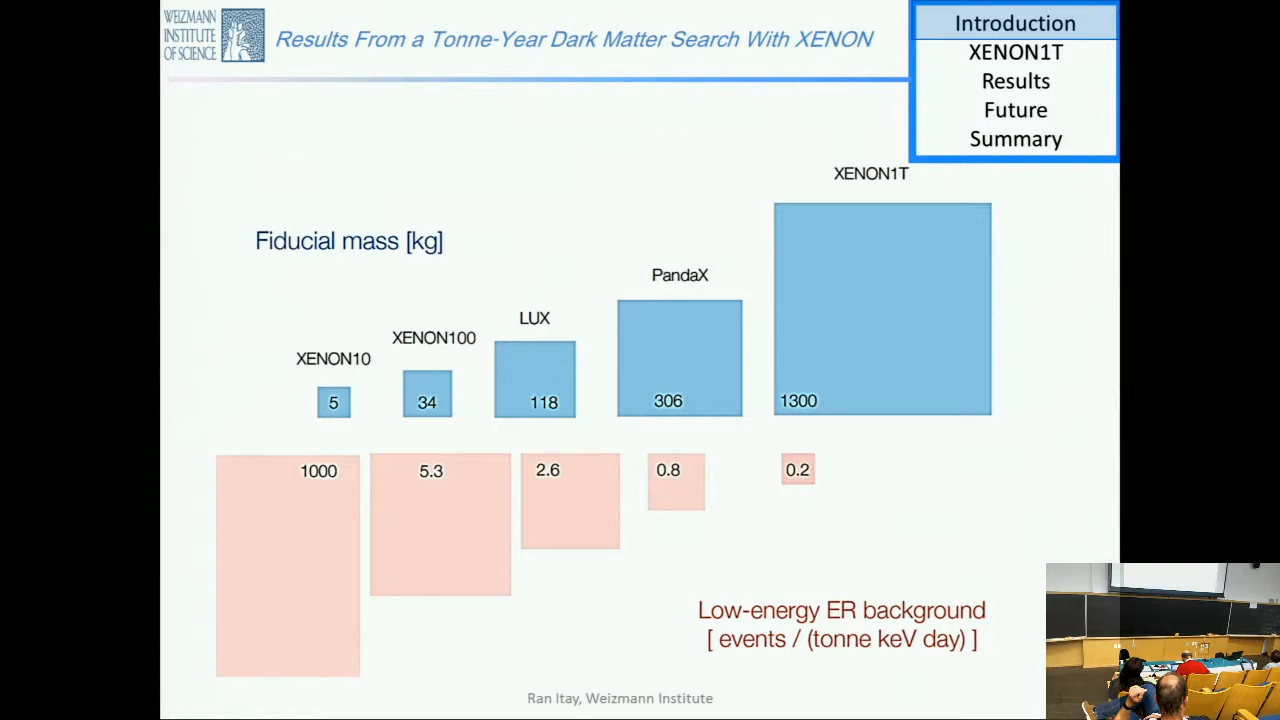 WEIZMANN
INSTITUTE
OF SCIENCE
Results From a Tonne-Year Dark Matter Search With XENON
Introduction
XENON1T
Results
Future
Summary
XENON1T
Fiducial mass [kg]
PandaX
LUX
XENON100
XENON10
5
34
118
306
1300
1000
5.3
2.6
0.8
0.2
Low-energy ER background
[ events / (tonne keV day) ]
Ran Itay, Weizmann Institute